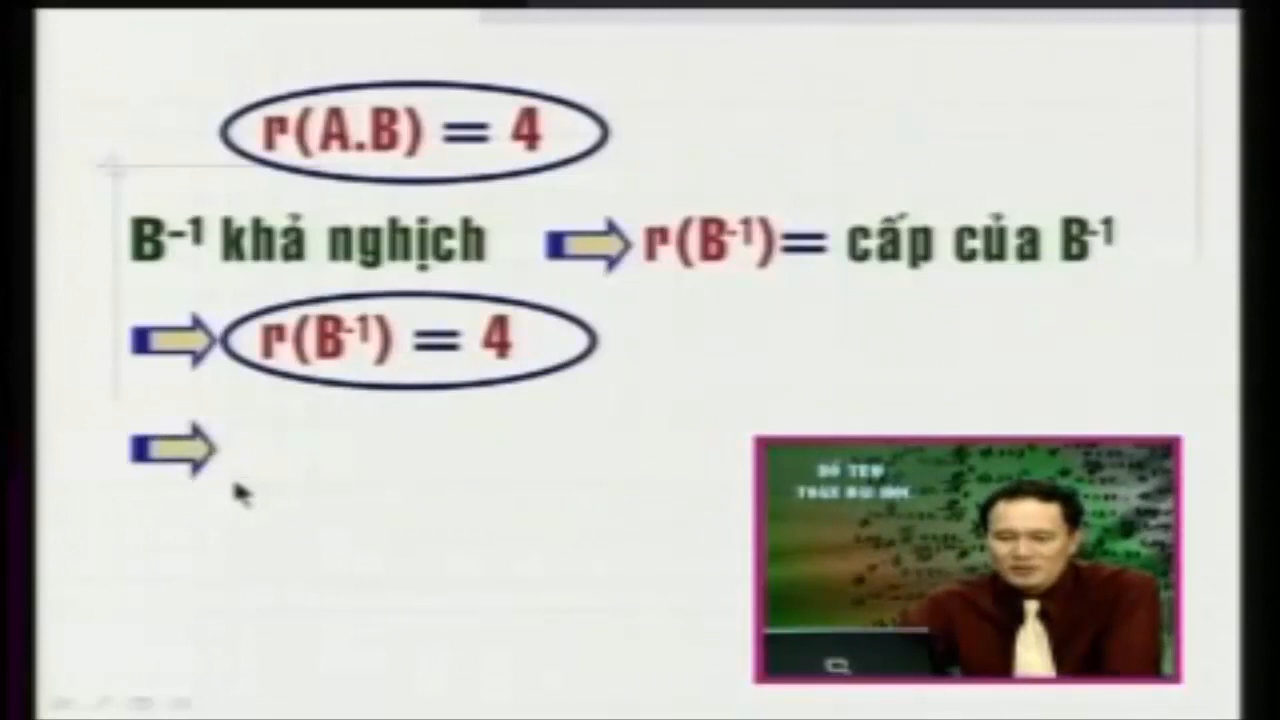 r(A.B) = 4
B⁻¹ khả nghịch ⇒ r(B⁻¹)= cấp của B⁻¹
⇒ r(B⁻¹) = 4
⇒